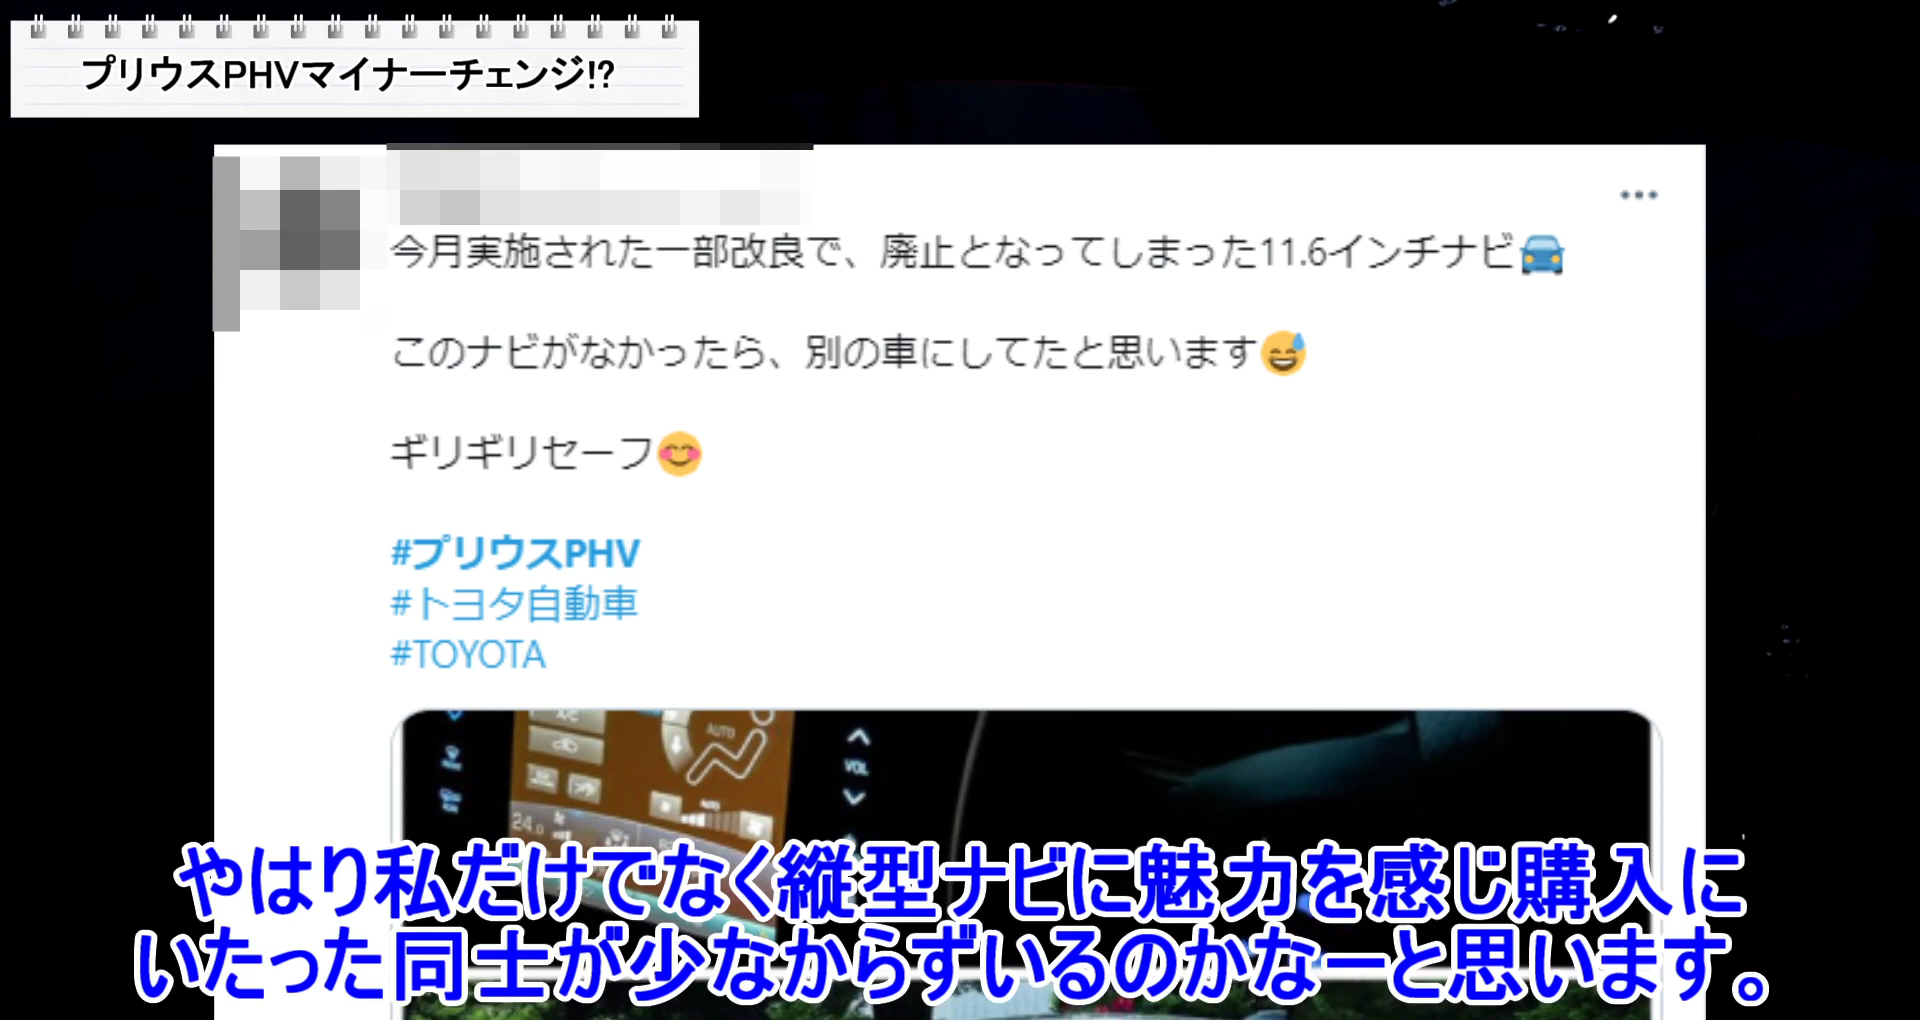 プリウスPHVマイナーチェンジ!?
今月実施された一部改良で、廃止となってしまった11.6インチナビ🚘
このナビがなかったら、別の車にしてたと思います😅
ギリギリセーフ😊
#プリウスPHV
#トヨタ自動車
#TOYOTA
A/C
AUTO
VOL
AUTO
24.0
やはり私だけでなく縦型ナビに魅力を感じ購入に
いたった同士が少なからずいるのかなーと思います。